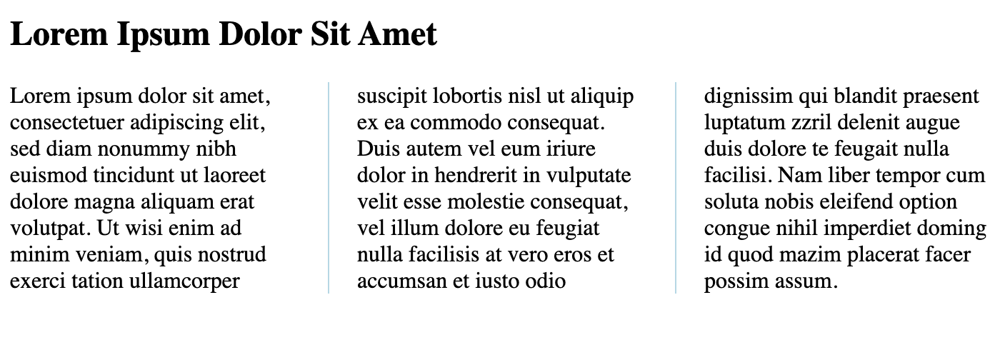 Lorem Ipsum Dolor Sit Amet
Lorem ipsum dolor sit amet,
consectetuer adipiscing elit,
sed diam nonummy nibh
euismod tincidunt ut laoreet
dolore magna aliquam erat
volutpat. Ut wisi enim ad
minim veniam, quis nostrud
exerci tation ullamcorper
suscipit lobortis nisl ut aliquip
ex ea commodo consequat.
Duis autem vel eum iriure
dolor in hendrerit in vulputate
velit esse molestie consequat,
vel illum dolore eu feugiat
nulla facilisis at vero eros et
accumsan et iusto odio
dignissim qui blandit praesent
luptatum zzril delenit augue
duis dolore te feugait nulla
facilisi. Nam liber tempor cum
soluta nobis eleifend option
congue nihil imperdiet doming
id quod mazim placerat facer
possim assum.